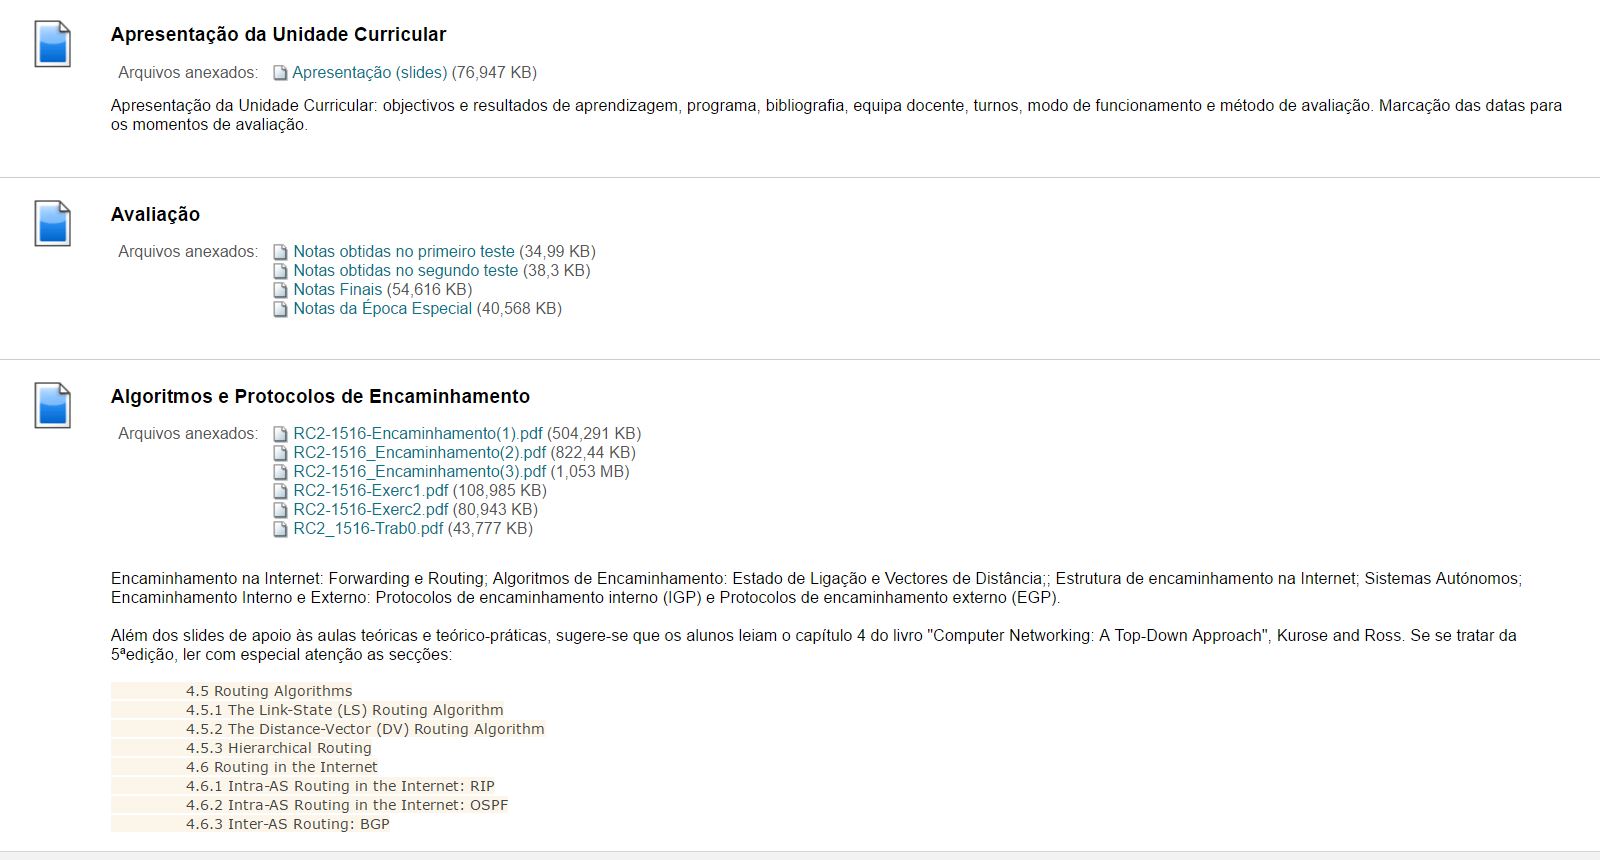 Apresentação da Unidade Curricular
Arquivos anexados: Apresentação (slides) (76,947 KB)
Apresentação da Unidade Curricular: objectivos e resultados de aprendizagem, programa, bibliografia, equipa docente, turnos, modo de funcionamento e método de avaliação. Marcação das datas para
os momentos de avaliação.
Avaliação
Arquivos anexados: Notas obtidas no primeiro teste (34,99 KB)
Notas obtidas no segundo teste (38,3 KB)
Notas Finais (54,616 KB)
Notas da Época Especial (40,568 KB)
Algoritmos e Protocolos de Encaminhamento
Arquivos anexados: RC2-1516-Encaminhamento(1).pdf (504,291 KB)
RC2-1516_Encaminhamento(2).pdf (822,44 KB)
RC2-1516_Encaminhamento(3).pdf (1,053 MB)
RC2-1516-Exerc1.pdf (108,985 KB)
RC2-1516-Exerc2.pdf (80,943 KB)
RC2_1516-Trab0.pdf (43,777 KB)
Encaminhamento na Internet: Forwarding e Routing; Algoritmos de Encaminhamento: Estado de Ligação e Vectores de Distância;; Estrutura de encaminhamento na Internet; Sistemas Autónomos;
Encaminhamento Interno e Externo: Protocolos de encaminhamento interno (IGP) e Protocolos de encaminhamento externo (EGP).
Além dos slides de apoio às aulas teóricas e teórico-práticas, sugere-se que os alunos leiam o capítulo 4 do livro "Computer Networking: A Top-Down Approach", Kurose and Ross. Se se tratar da
5ªedição, ler com especial atenção as secções:
4.5 Routing Algorithms
4.5.1 The Link-State (LS) Routing Algorithm
4.5.2 The Distance-Vector (DV) Routing Algorithm
4.5.3 Hierarchical Routing
4.6 Routing in the Internet
4.6.1 Intra-AS Routing in the Internet: RIP
4.6.2 Intra-AS Routing in the Internet: OSPF
4.6.3 Inter-AS Routing: BGP